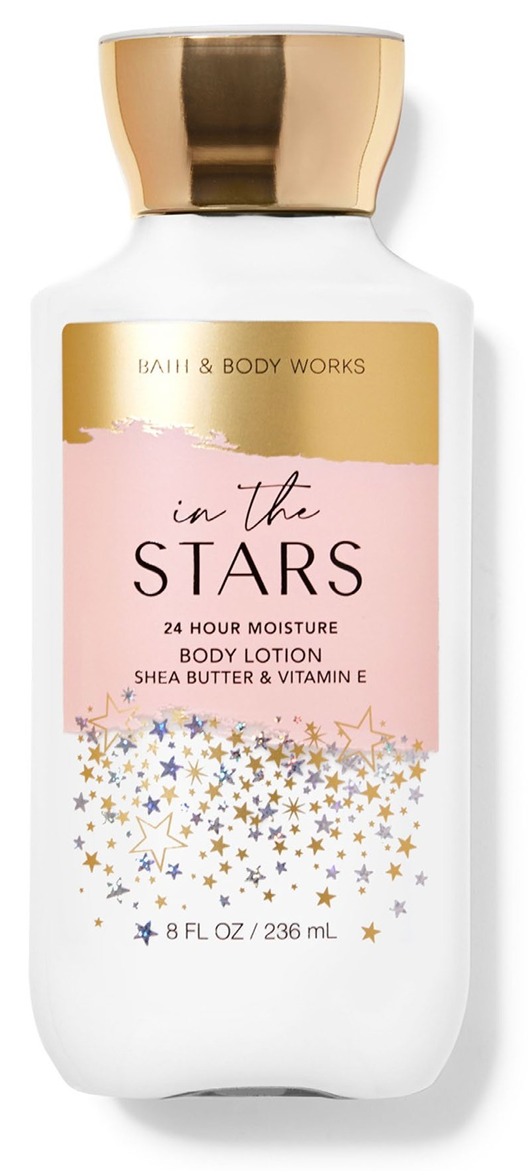 BATH & BODY WORKS
in the
STARS
24 HOUR MOISTURE
BODY LOTION
SHEA BUTTER & VITAMIN E
8 FL OZ / 236 mL